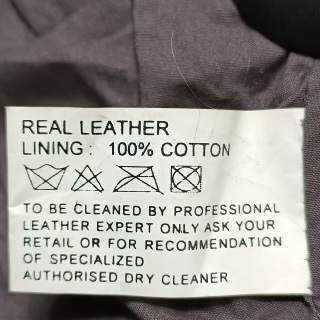 REAL LEATHER
LINING : 100% COTTON
TO BE CLEANED BY PROFESSIONAL
LEATHER EXPERT ONLY ASK YOUR
RETAIL OR FOR RECOMMENDATION
OF SPECIALIZED
AUTHORISED DRY CLEANER